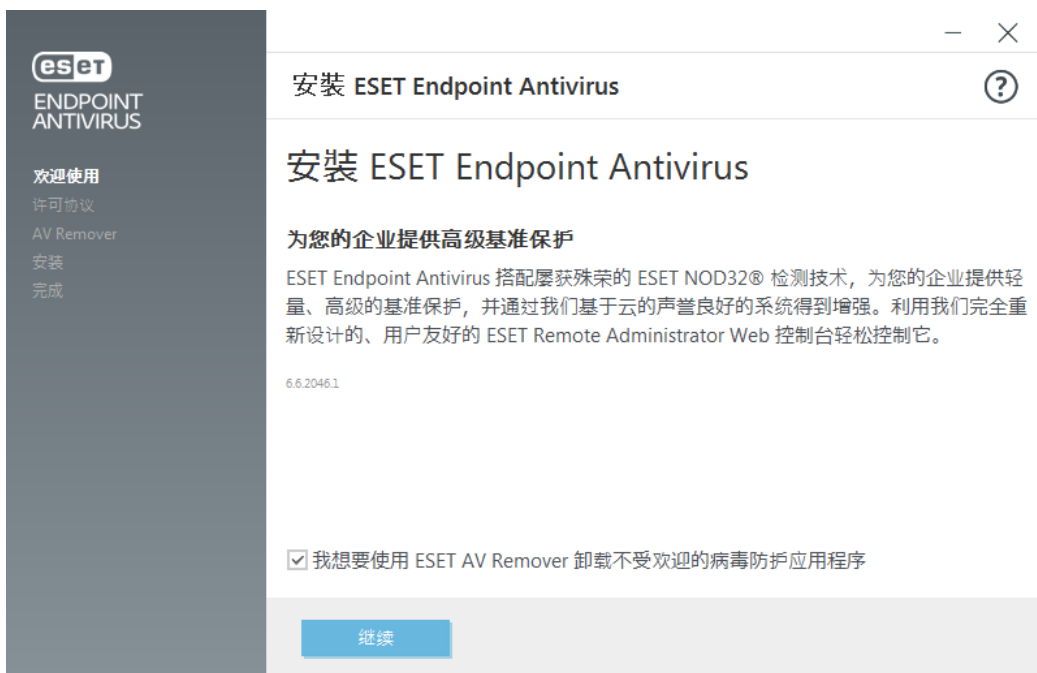 eset
ENDPOINT
ANTIVIRUS
欢迎使用
许可协议
AV Remover
安装
完成
安裝 ESET Endpoint Antivirus
安裝 ESET Endpoint Antivirus
为您的企业提供高级基准保护
ESET Endpoint Antivirus 搭配屡获殊荣的 ESET NOD32® 检测技术，为您的企业提供轻
量、高级的基准保护，并通过我们基于云的声誉良好的系统得到增强。利用我们完全重
新设计的、用户友好的 ESET Remote Administrator Web 控制台轻松控制它。
6.6.2046.1
我想要使用 ESET AV Remover 卸载不受欢迎的病毒防护应用程序
继续